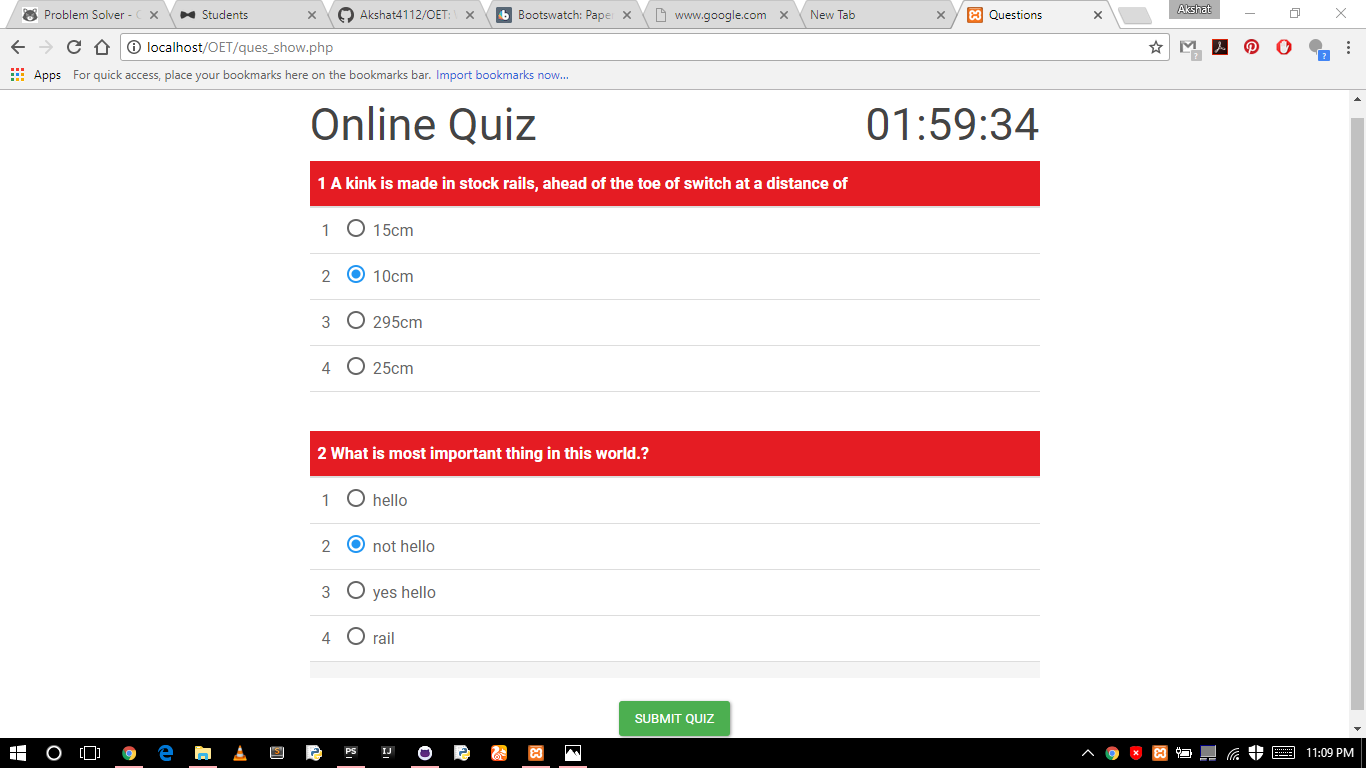 Akshat
Problem Solver - C
Students
Akshat4112/OET:
Bootswatch: Pape
www.google.com
New Tab
Questions
localhost/OET/ques_show.php
Apps For quick access, place your bookmarks here on the bookmarks bar. Import bookmarks now...
Online Quiz 01:59:34
1 A kink is made in stock rails, ahead of the toe of switch at a distance of
1 15cm
2 10cm
3 295cm
4 25cm
2 What is most important thing in this world.?
1 hello
2 not hello
3 yes hello
4 rail
SUBMIT QUIZ
PS
IJ
11:09 PM